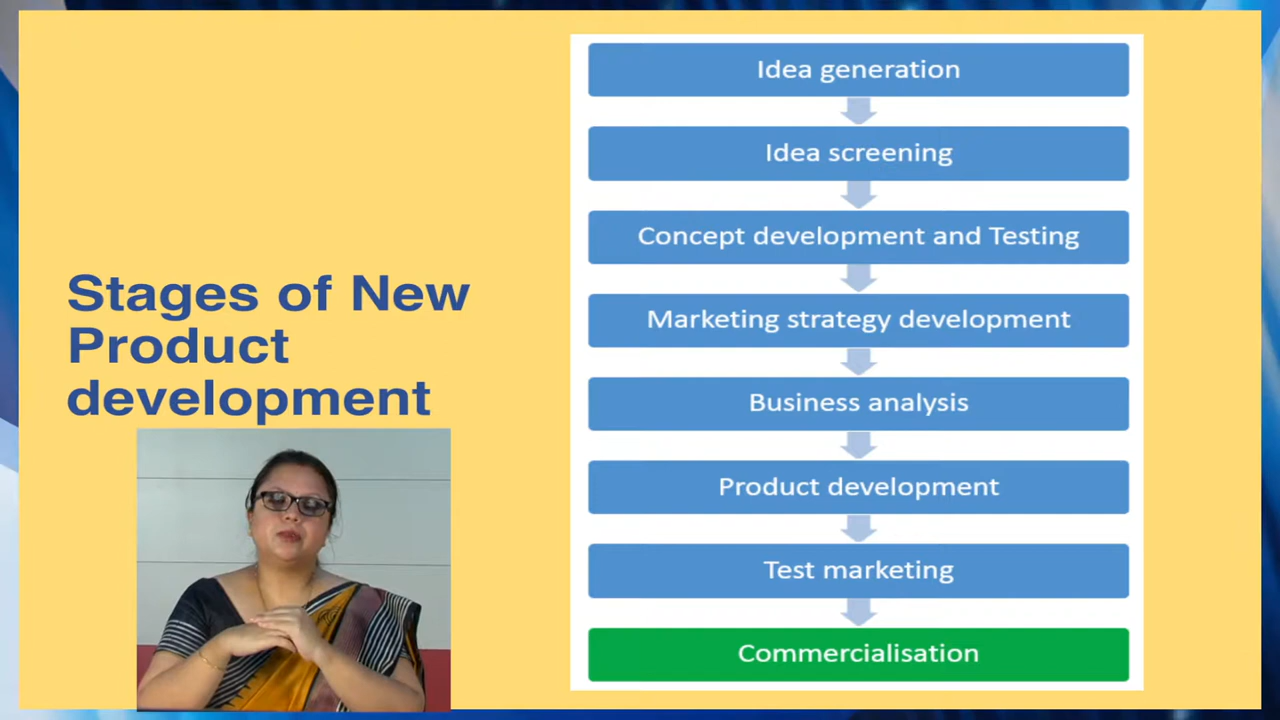 Stages of New
Product
development
Idea generation
Idea screening
Concept development and Testing
Marketing strategy development
Business analysis
Product development
Test marketing
Commercialisation